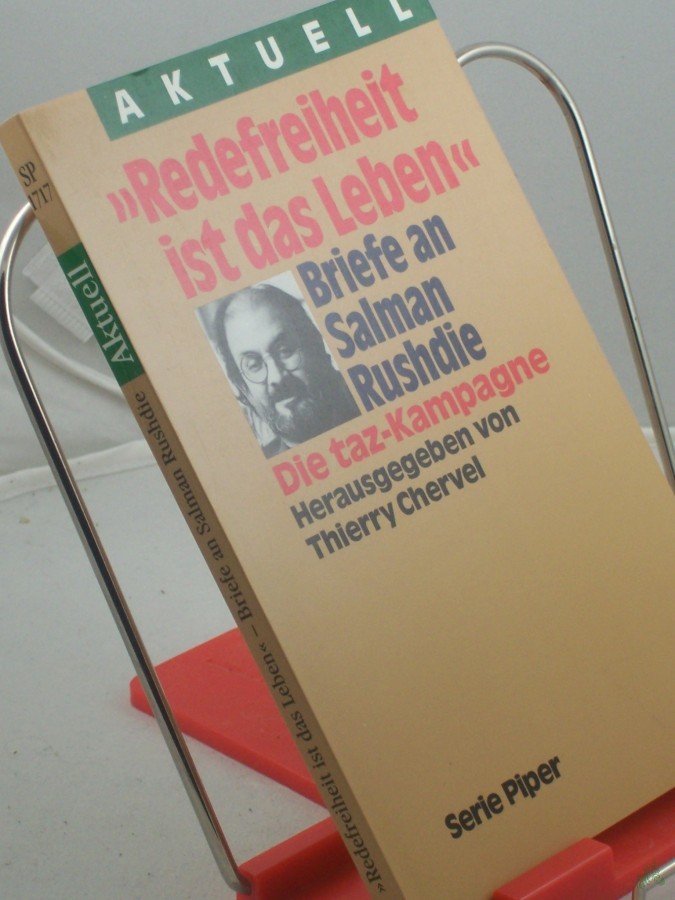 AKTUELL
»Redefreiheit
ist das Leben«
Briefe an
Salman
Rushdie
Die taz-Kampagne
Herausgegeben von
Thierry Chervel
Serie Piper
SP
1717
Aktuell
»Redefreiheit ist das Leben« – Briefe an Salman Rushdie